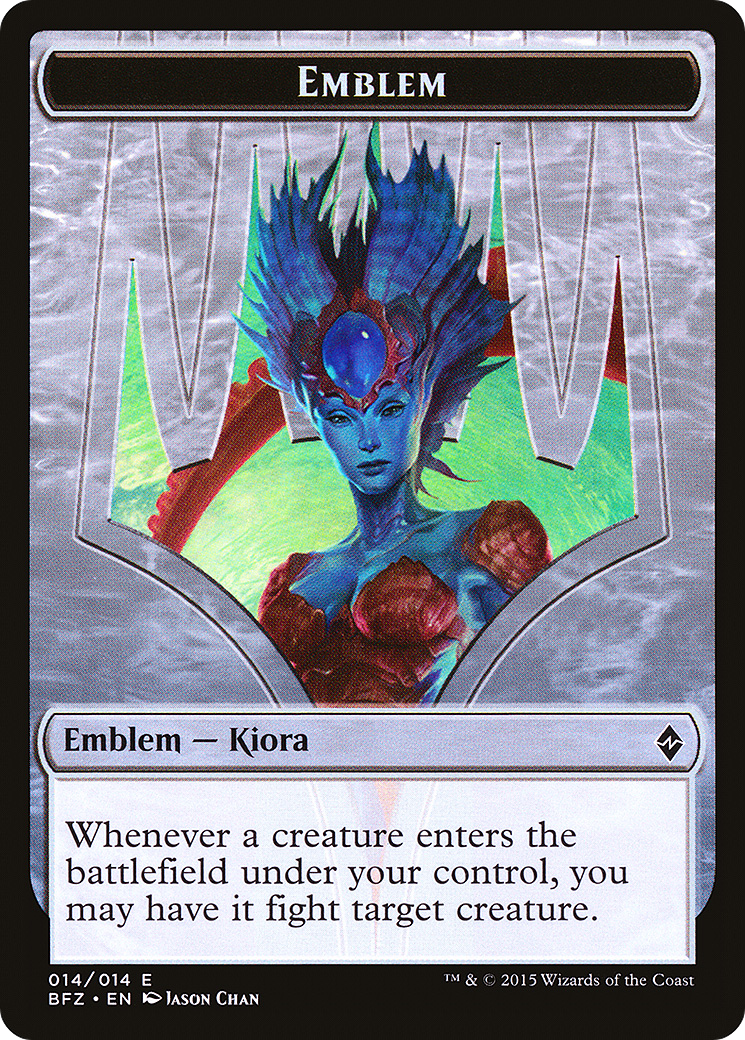 Emblem
Emblem — Kiora
Whenever a creature enters the
battlefield under your control, you
may have it fight target creature.
014/014 E
™ & © 2015 Wizards of the Coast
BFZ • EN Jason Chan